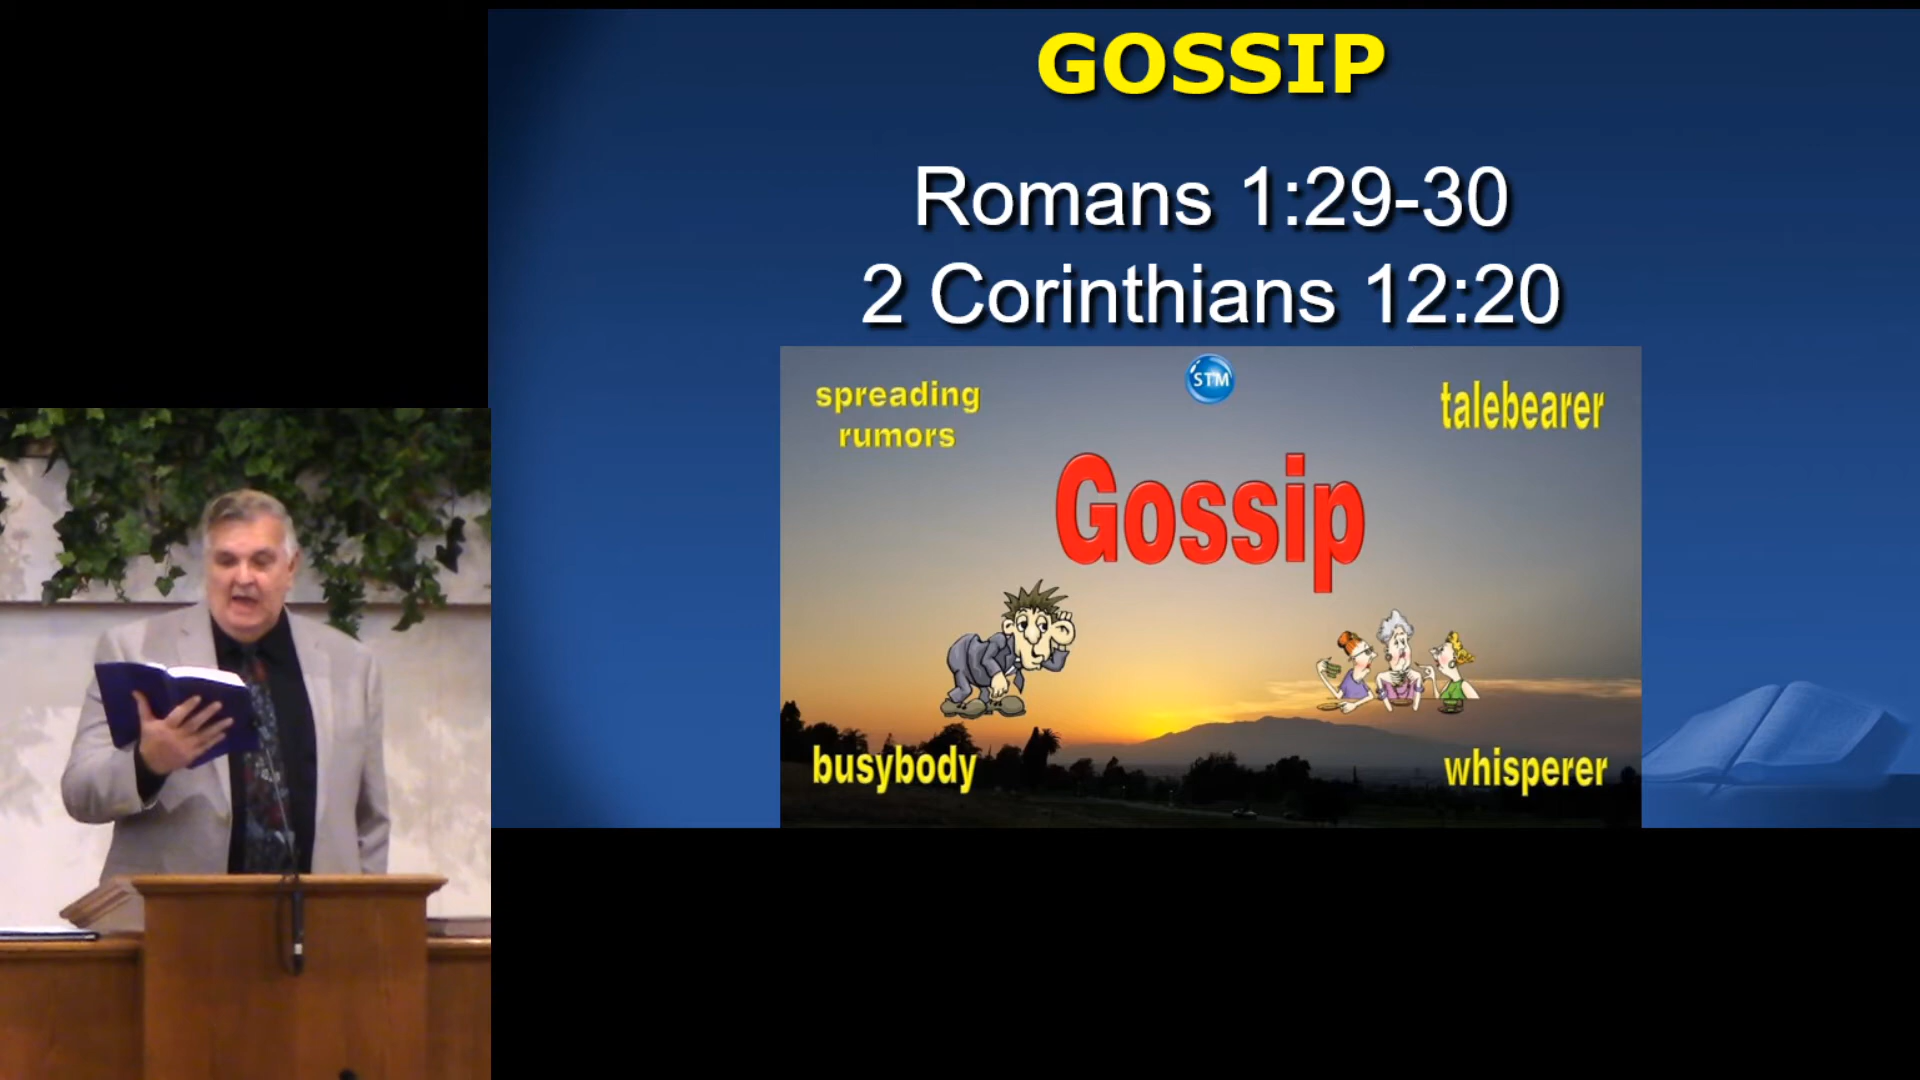 GOSSIP
Romans 1:29-30
2 Corinthians 12:20
STM
spreading
rumors
talebearer
Gossip
busybody
whisperer